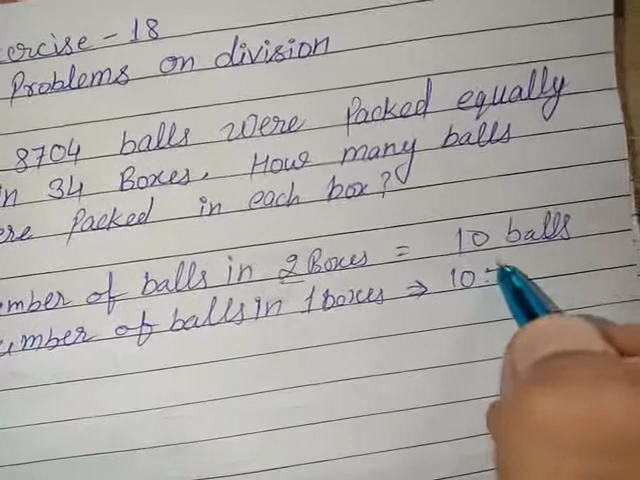 ercise - 18
Problems on division
8704 balls were Packed equally
in 34 Boxes. How many balls
ere Packed in each box?
umber of balls in 2 Boxes = 10 balls
umber of balls in 1 boxes ⇒ 10 ÷